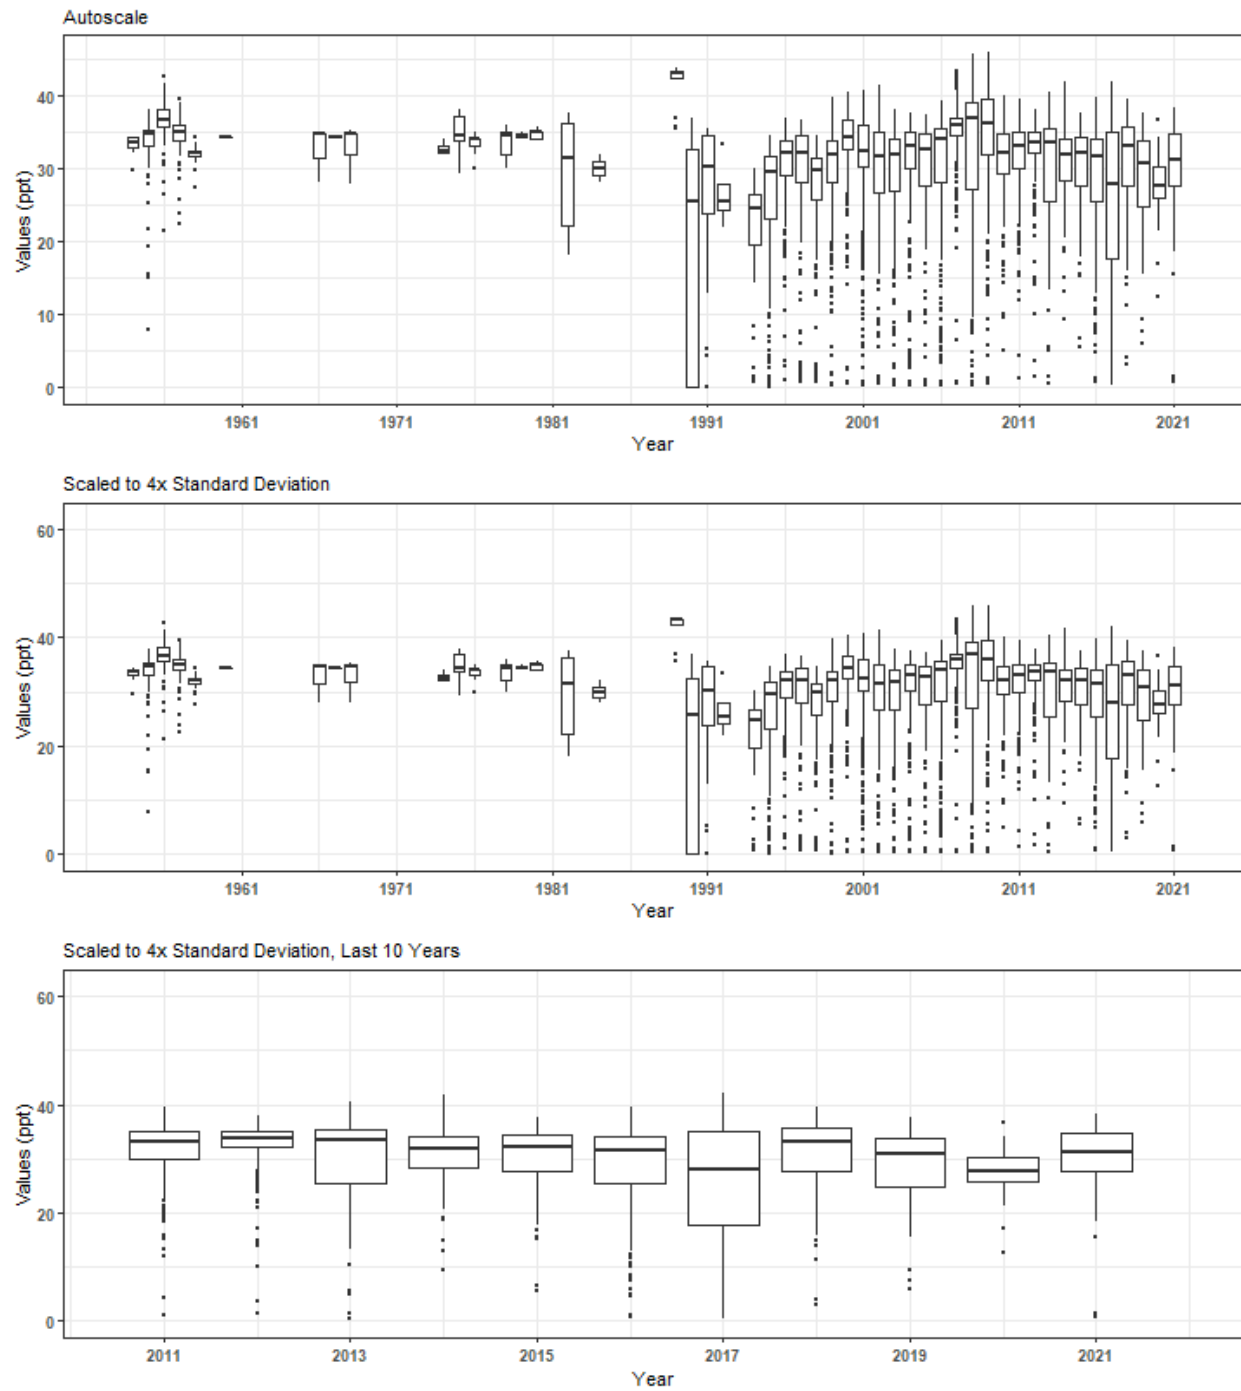 Autoscale
Values (ppt)
40
30
20
10
0
1961 1971 1981 1991 2001 2011 2021
Year
Scaled to 4x Standard Deviation
Values (ppt)
60
40
20
0
1961 1971 1981 1991 2001 2011 2021
Year
Scaled to 4x Standard Deviation, Last 10 Years
Values (ppt)
60
40
20
0
2011 2013 2015 2017 2019 2021
Year